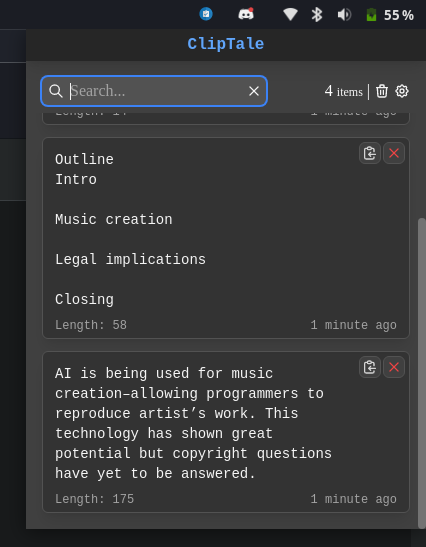 55%
ClipTale
Search...
4 items
Length: 14 1 minute ago
Outline
Intro
Music creation
Legal implications
Closing
Length: 58 1 minute ago
AI is being used for music
creation–allowing programmers to
reproduce artist’s work. This
technology has shown great
potential but copyright questions
have yet to be answered.
Length: 175 1 minute ago